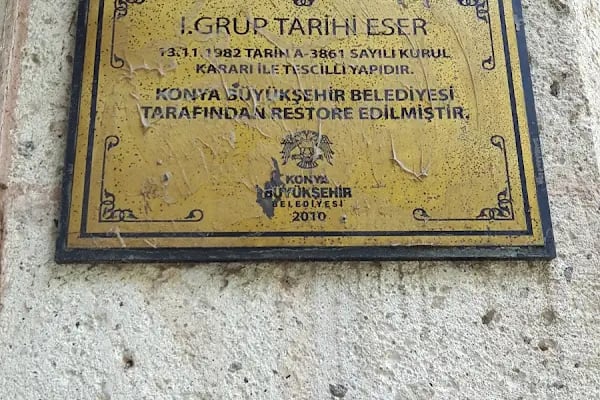 I.GRUP TARİHİ ESER
13.11.1982 TARİH A-3861 SAYILI KURUL
KARARI İLE TESCİLLİ YAPIDIR.
KONYA BÜYÜKŞEHİR BELEDİYESİ
TARAFINDAN RESTORE EDİLMİŞTİR.
KONYA
BÜYÜKŞEHİR
BELEDİYESİ
2010